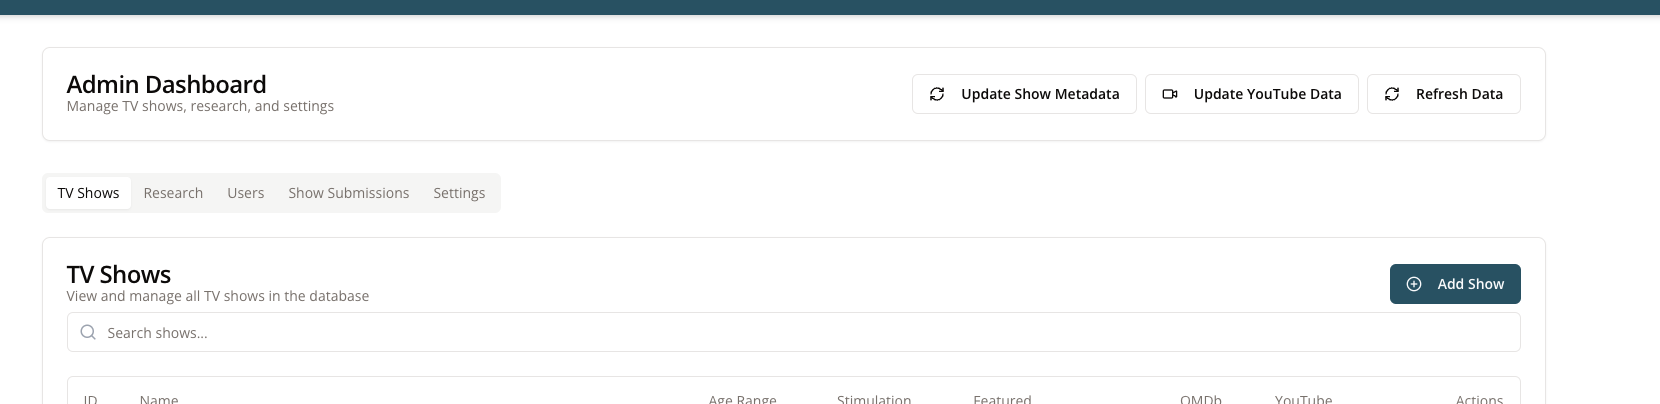 Admin Dashboard
Manage TV shows, research, and settings
Update Show Metadata
Update YouTube Data
Refresh Data
TV Shows
Research
Users
Show Submissions
Settings
TV Shows
View and manage all TV shows in the database
Add Show
Search shows...
ID
Name
Age Range
Stimulation
Featured
OMDb
YouTube
Actions